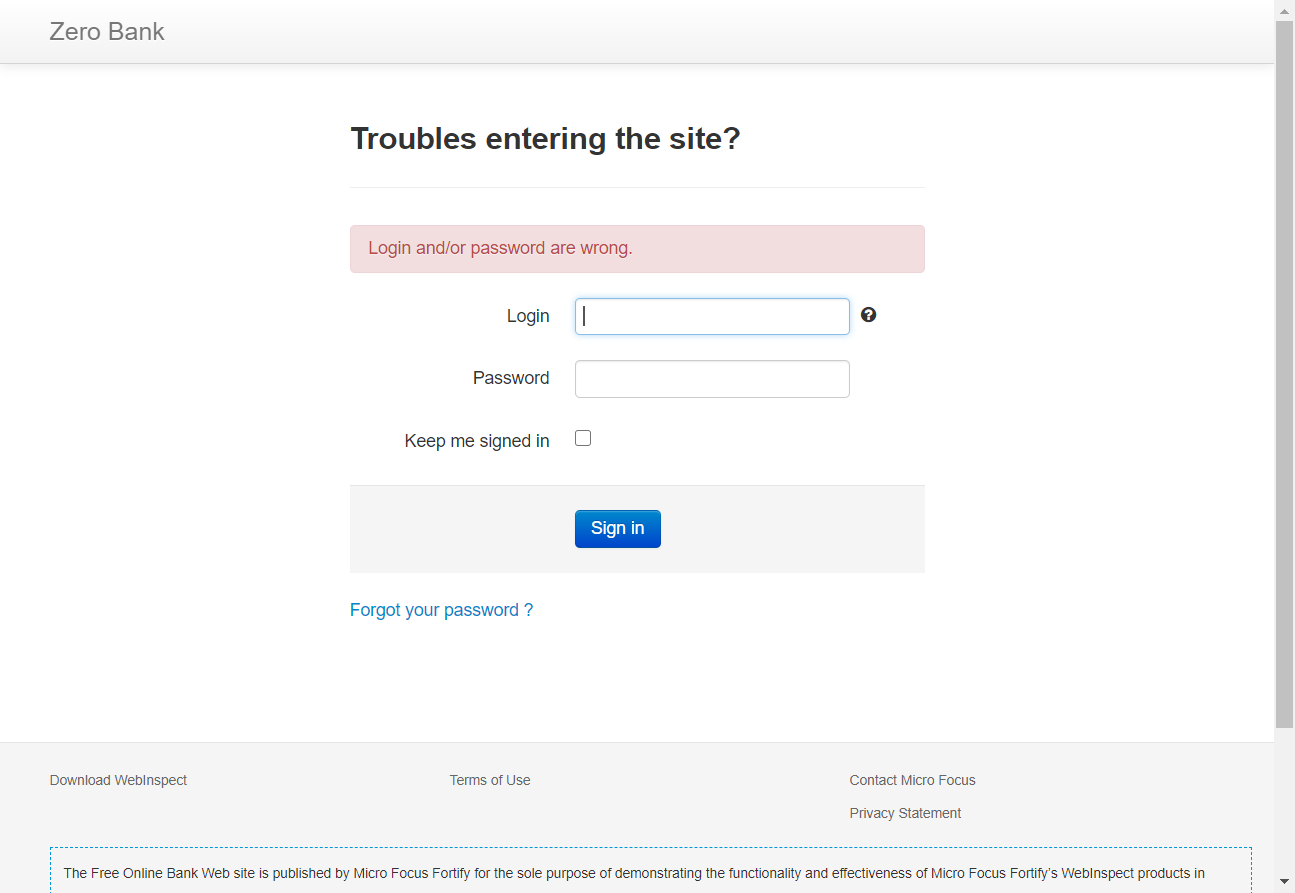 Zero Bank
Troubles entering the site?
Login and/or password are wrong.
Login
Password
Keep me signed in
Sign in
Forgot your password ?
Download WebInspect
Terms of Use
Contact Micro Focus
Privacy Statement
The Free Online Bank Web site is published by Micro Focus Fortify for the sole purpose of demonstrating the functionality and effectiveness of Micro Focus Fortify's WebInspect products in